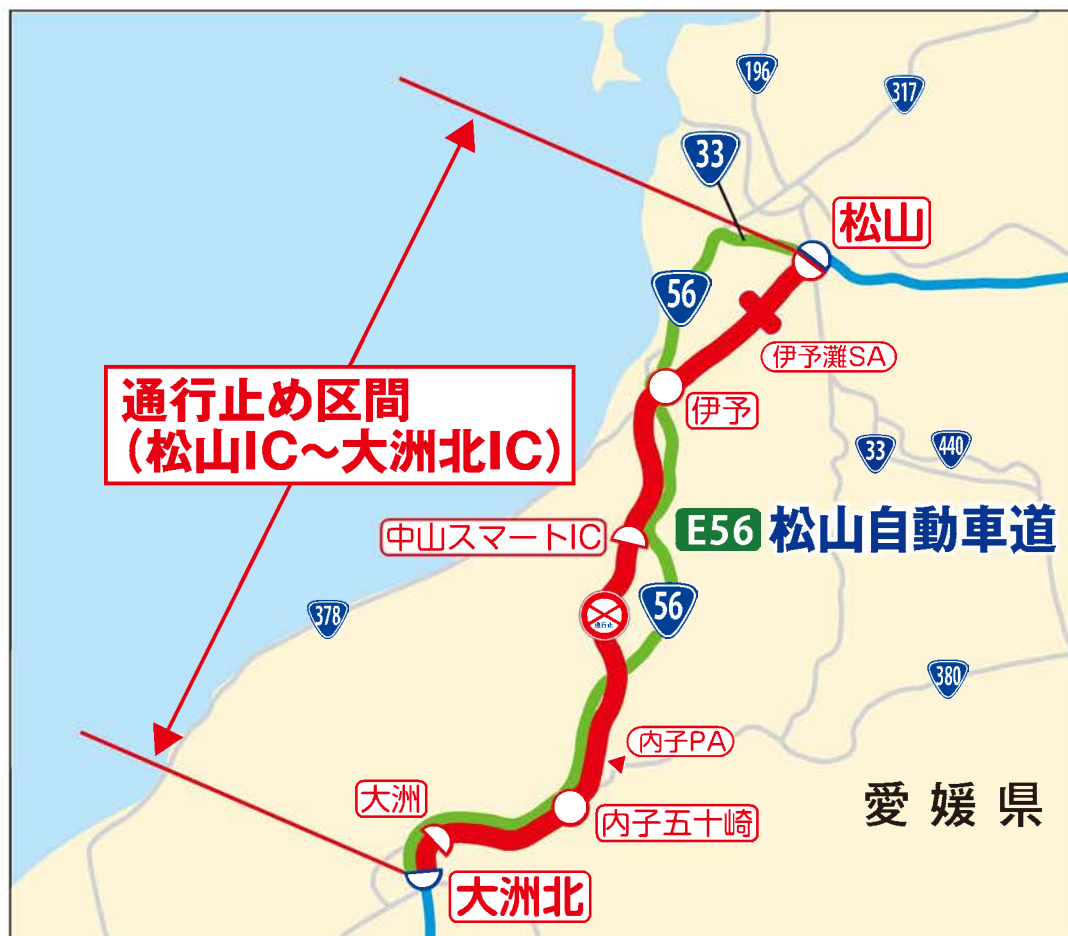 196
317
33
松山
56
伊予灘SA
通行止め区間
(松山IC～大洲北IC)
伊予
33
440
中山スマートIC
E56 松山自動車道
378
通行止
56
380
内子PA
大洲
愛媛県
内子五十崎
大洲北